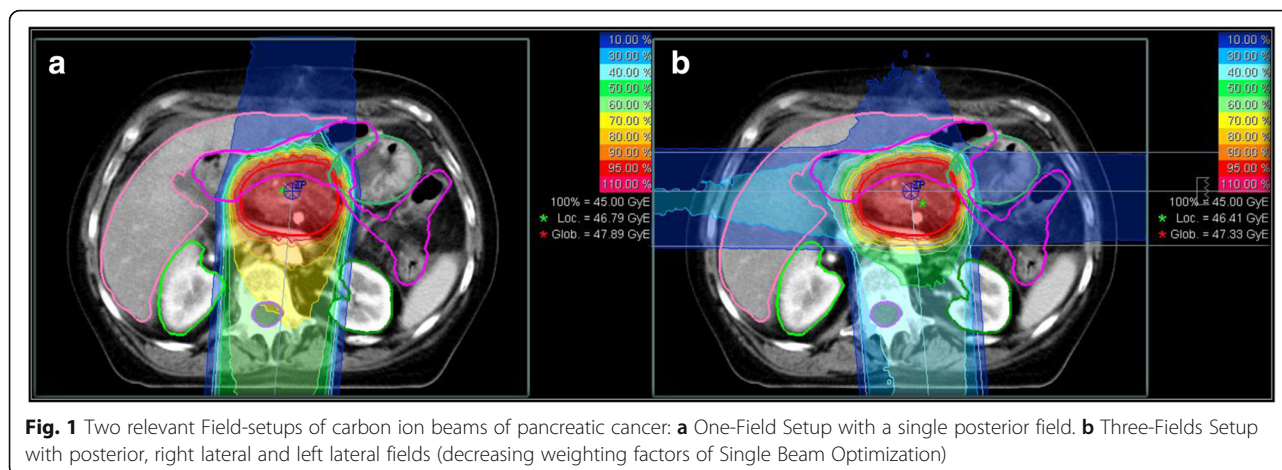 a
10.00 %
30.00 %
40.00 %
50.00 %
60.00 %
70.00 %
80.00 %
90.00 %
95.00 %
110.00 %
100% = 45.00 GyE
* Loc. = 46.79 GyE
* Glob. = 47.89 GyE
ZP
b
10.00 %
30.00 %
40.00 %
50.00 %
60.00 %
70.00 %
80.00 %
90.00 %
95.00 %
110.00 %
100% = 45.00 GyE
* Loc. = 46.41 GyE
* Glob. = 47.33 GyE
ZP
Fig. 1 Two relevant Field-setups of carbon ion beams of pancreatic cancer: a One-Field Setup with a single posterior field. b Three-Fields Setup
with posterior, right lateral and left lateral fields (decreasing weighting factors of Single Beam Optimization)